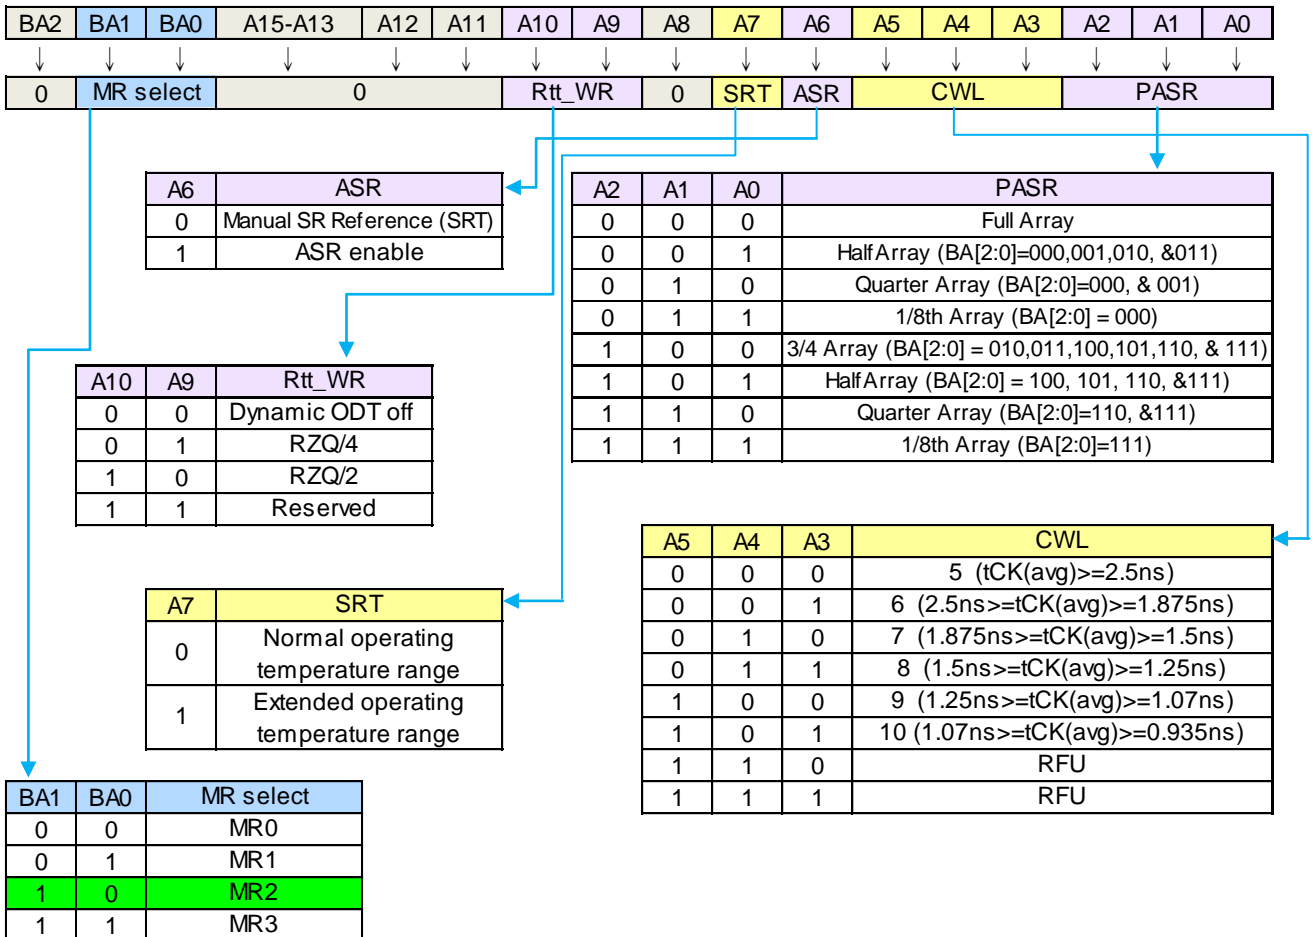 BA2 BA1 BA0 A15-A13 A12 A11 A10 A9 A8 A7 A6 A5 A4 A3 A2 A1 A0
0 MR select 0 Rtt_WR 0 SRT ASR CWL PASR
A6 ASR
0 Manual SR Reference (SRT)
1 ASR enable
A2 A1 A0 PASR
0 0 0 Full Array
0 0 1 Half Array (BA[2:0]=000,001,010, &011)
0 1 0 Quarter Array (BA[2:0]=000, & 001)
0 1 1 1/8th Array (BA[2:0] = 000)
1 0 0 3/4 Array (BA[2:0] = 010,011,100,101,110, & 111)
1 0 1 Half Array (BA[2:0] = 100, 101, 110, &111)
1 1 0 Quarter Array (BA[2:0]=110, &111)
1 1 1 1/8th Array (BA[2:0]=111)
A10 A9 Rtt_WR
0 0 Dynamic ODT off
0 1 RZQ/4
1 0 RZQ/2
1 1 Reserved
A5 A4 A3 CWL
0 0 0 5 (tCK(avg)>=2.5ns)
0 0 1 6 (2.5ns>=tCK(avg)>=1.875ns)
0 1 0 7 (1.875ns>=tCK(avg)>=1.5ns)
0 1 1 8 (1.5ns>=tCK(avg)>=1.25ns)
1 0 0 9 (1.25ns>=tCK(avg)>=1.07ns)
1 0 1 10 (1.07ns>=tCK(avg)>=0.935ns)
1 1 0 RFU
1 1 1 RFU
A7 SRT
0 Normal operating
temperature range
1 Extended operating
temperature range
BA1 BA0 MR select
0 0 MR0
0 1 MR1
1 0 MR2
1 1 MR3